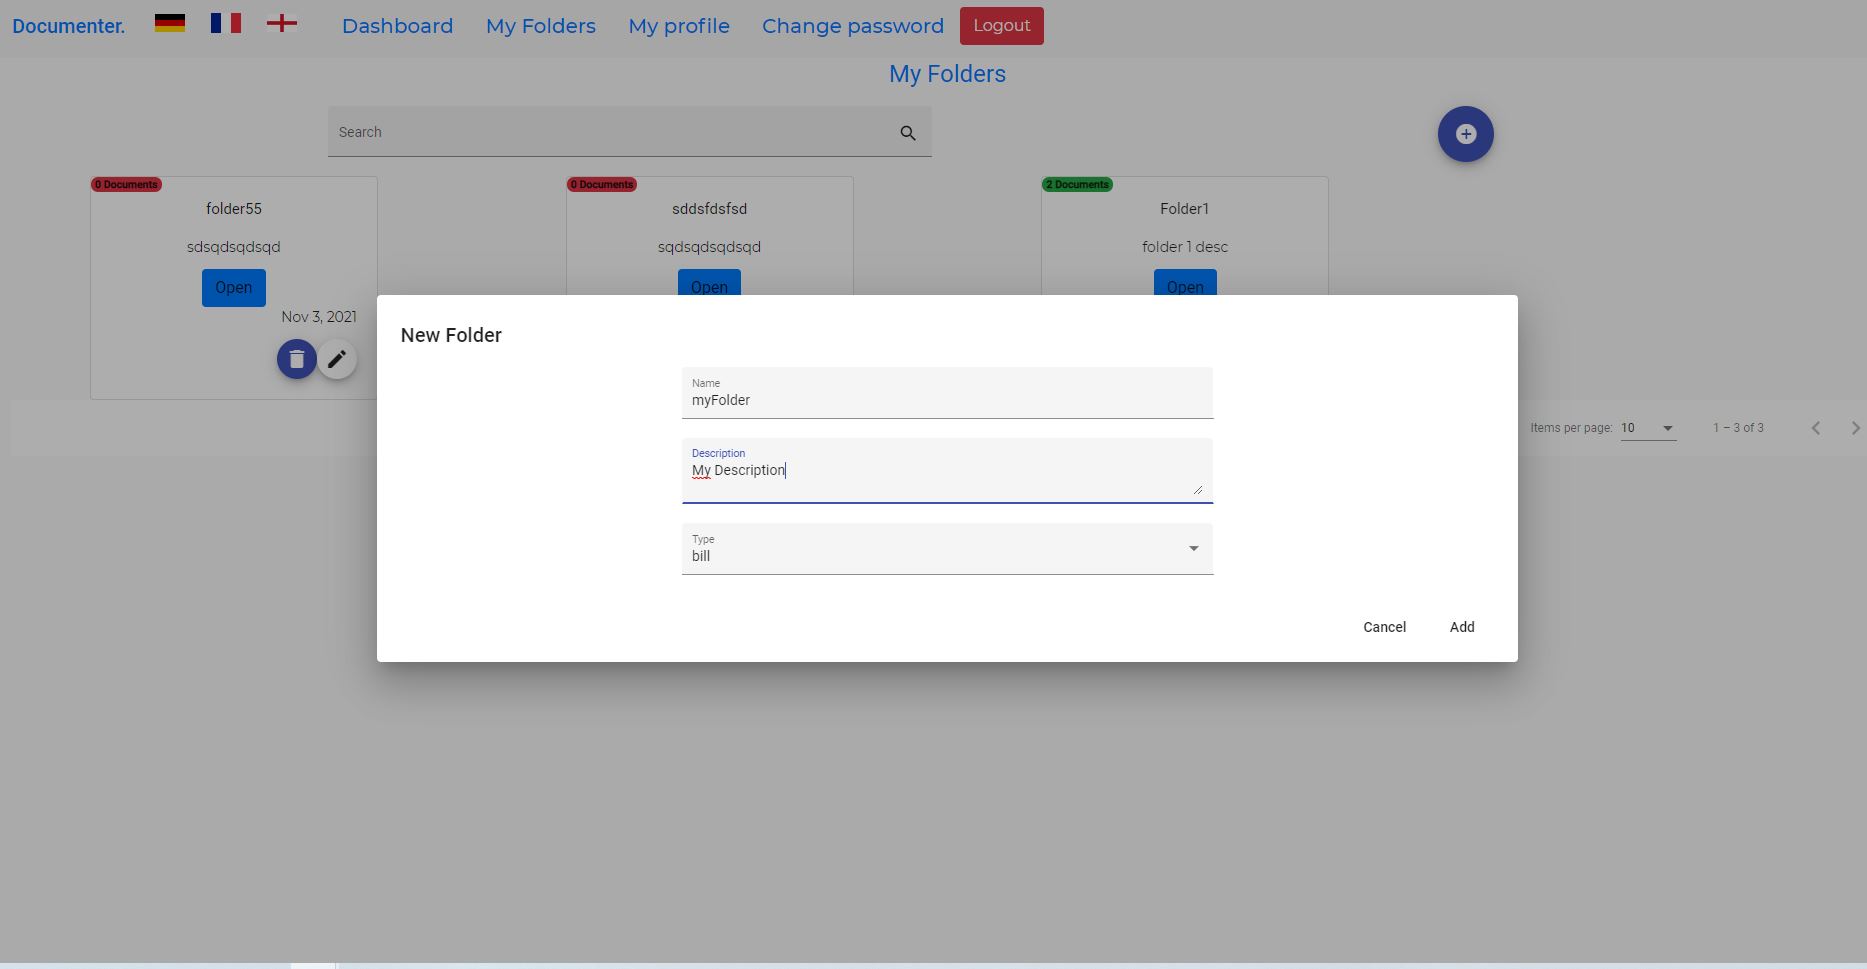 Documenter. Dashboard My Folders My profile Change password Logout
My Folders
Search
0 Documents
folder55
sdsqdsqdsqd
Open
Nov 3, 2021
0 Documents
sddsfdsfsd
sqdsqdsqdsqd
Open
2 Documents
Folder1
folder 1 desc
Open
Items per page: 10 1 – 3 of 3
New Folder
Name
myFolder
Description
My Description
Type
bill
Cancel Add